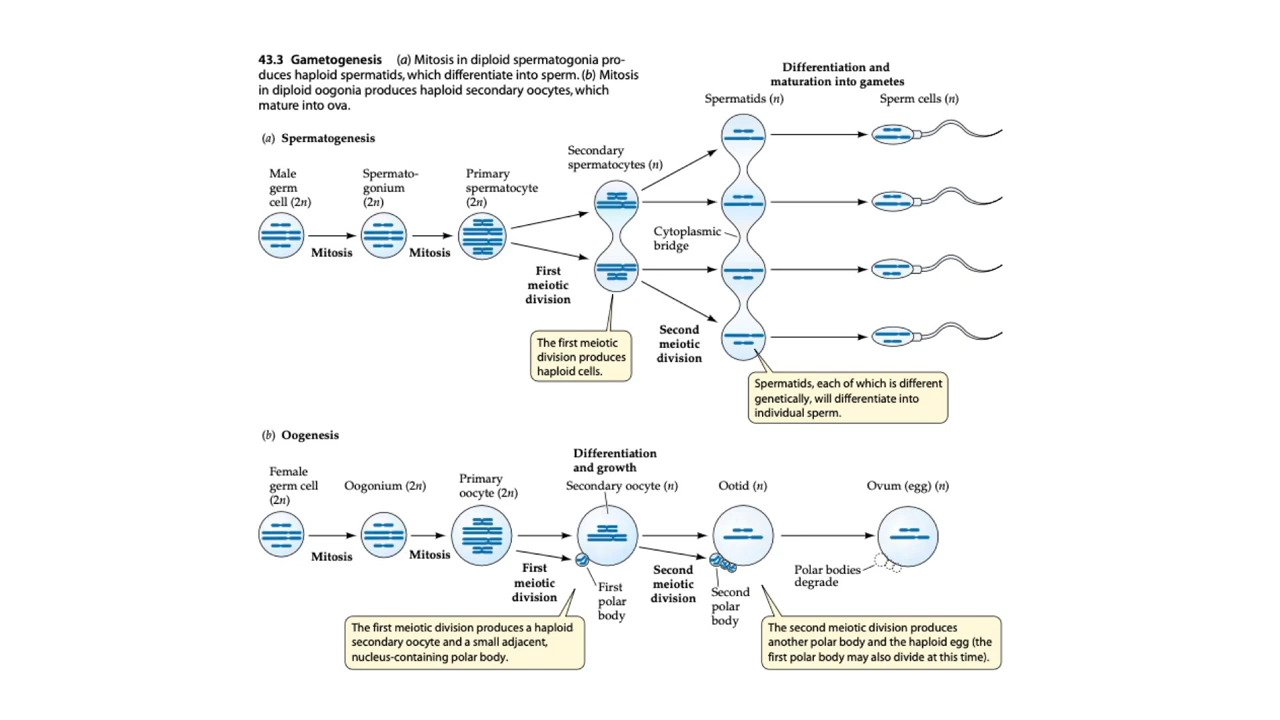 43.3 Gametogenesis (a) Mitosis in diploid spermatogonia pro-
duces haploid spermatids, which differentiate into sperm. (b) Mitosis
in diploid oogonia produces haploid secondary oocytes, which
mature into ova.
Differentiation and
maturation into gametes
Spermatids (n)
Sperm cells (n)
(a) Spermatogenesis
Secondary
spermatocytes (n)
Male
germ
cell (2n)
Spermato-
gonium
(2n)
Primary
spermatocyte
(2n)
Mitosis
Mitosis
Cytoplasmic
bridge
First
meiotic
division
Second
meiotic
division
The first meiotic
division produces
haploid cells.
Spermatids, each of which is different
genetically, will differentiate into
individual sperm.
(b) Oogenesis
Differentiation
and growth
Female
germ cell
(2n)
Oogonium (2n)
Primary
oocyte (2n)
Secondary oocyte (n)
Ootid (n)
Ovum (egg) (n)
Mitosis
Mitosis
First
meiotic
division
First
polar
body
Second
meiotic
division
Second
polar
body
Polar bodies
degrade
The first meiotic division produces a haploid
secondary oocyte and a small adjacent,
nucleus-containing polar body.
The second meiotic division produces
another polar body and the haploid egg (the
first polar body may also divide at this time).